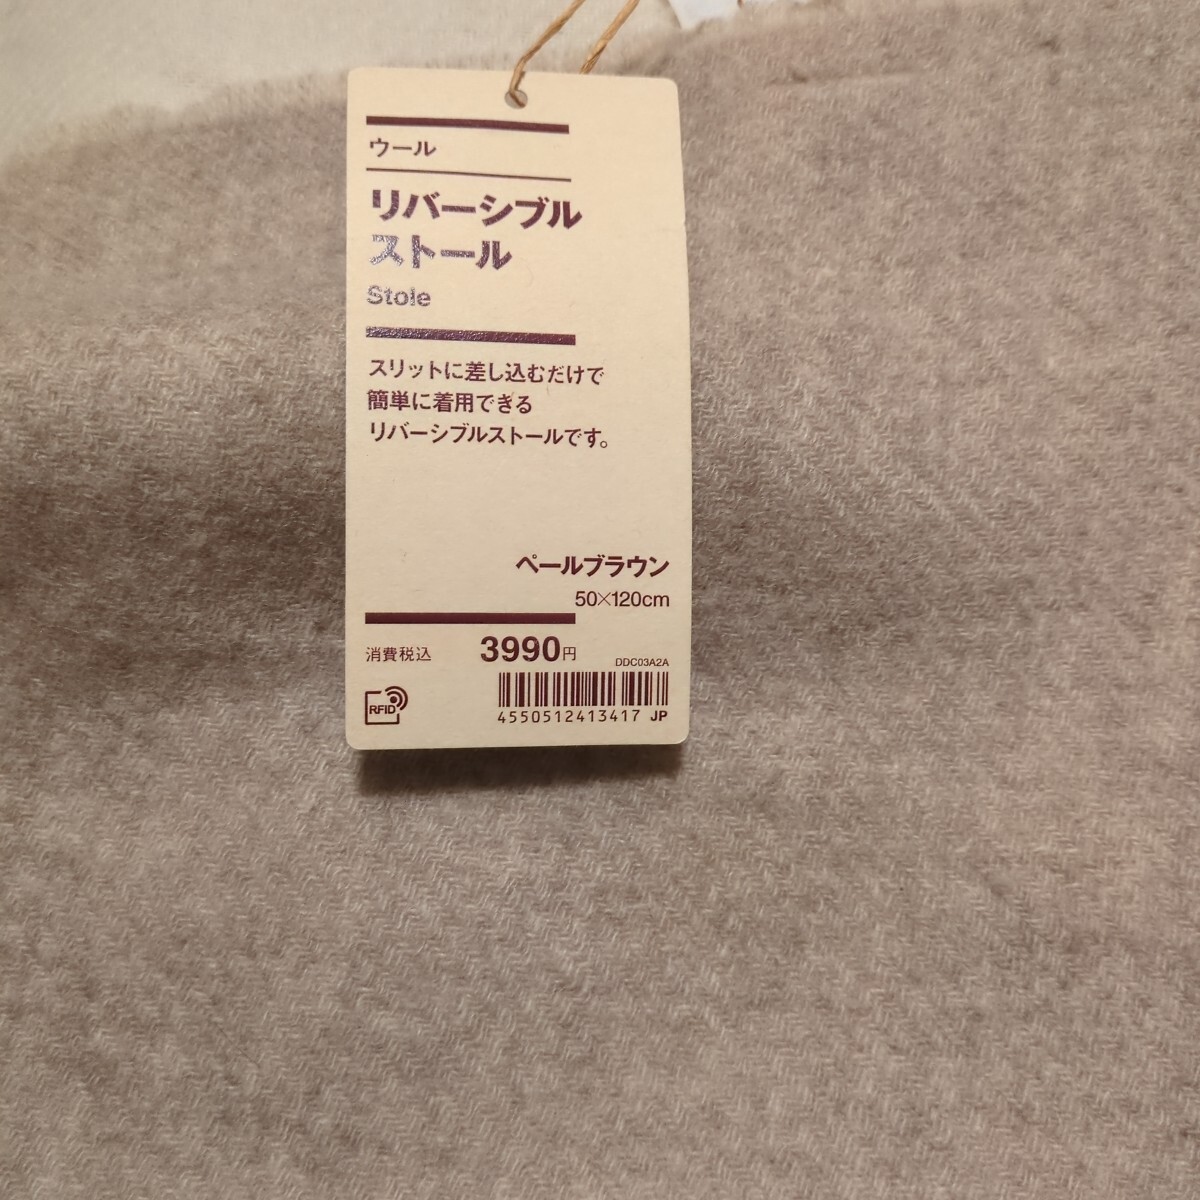 ウール
リバーシブル
ストール
Stole
スリットに差し込むだけで
簡単に着用できる
リバーシブルストールです。
ペールブラウン
50×120cm
消費税込 3990円
DDC03A2A
RFID
4550512413417 JP